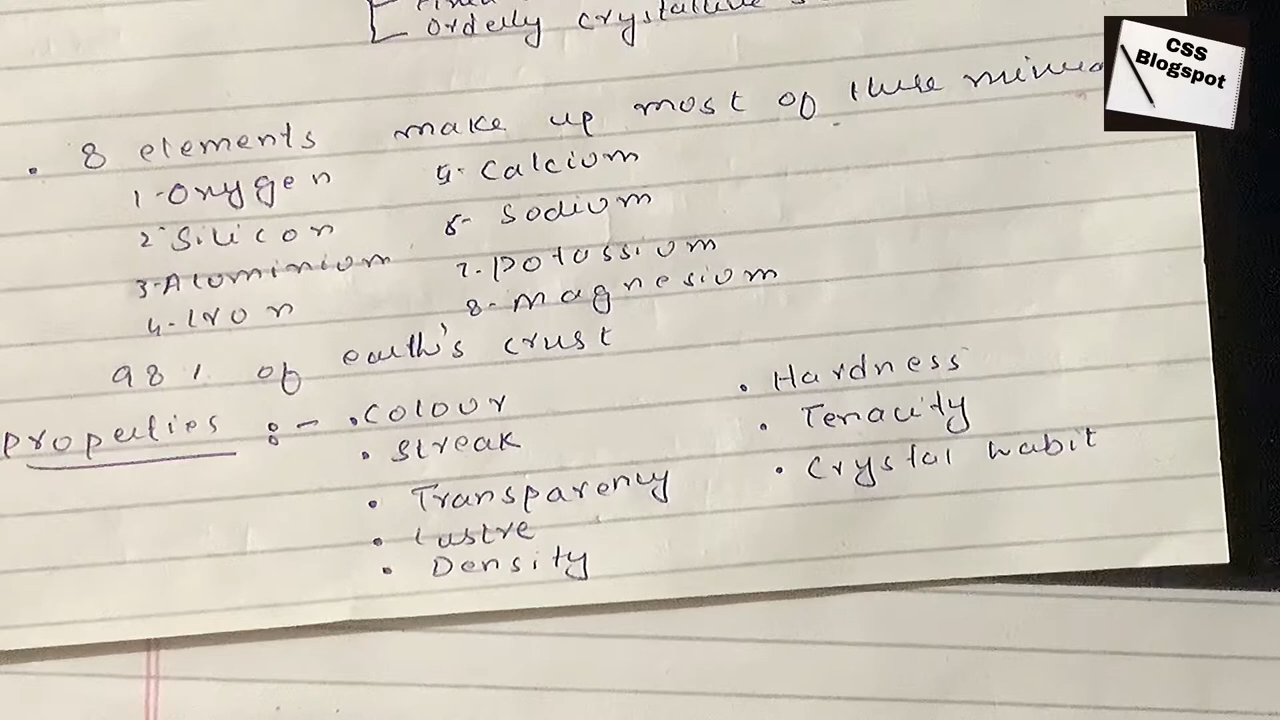 Orderly crystalline
CSS
Blogspot
. 8 elements make up most of these
1-Oxygen 5-Calcium
2-Silicon 6- Sodium
3-Aluminium 7-Potassium
4-Iron 8-Magnesium
98 % of earth's crust
Properties :- .Colour • Hardness
• Streak • Tenacity
• Transparency • Crystal habit
• Lustre
• Density